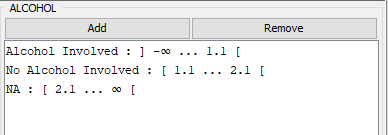 ALCOHOL
Add Remove
Alcohol Involved : ] -∞ ... 1.1 [
No Alcohol Involved : [ 1.1 ... 2.1 [
NA : [ 2.1 ... ∞ [